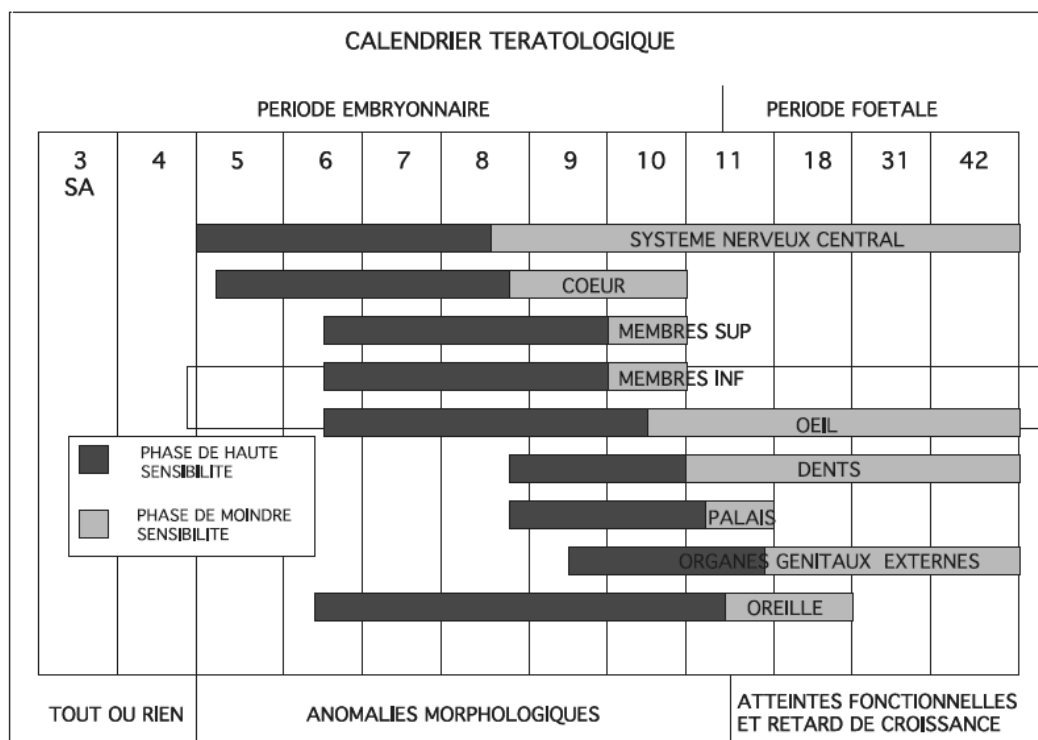 CALENDRIER TERATOLOGIQUE
PERIODE EMBRYONNAIRE PERIODE FOETALE
3 4 5 6 7 8 9 10 11 18 31 42
SA
SYSTEME NERVEUX CENTRAL
COEUR
MEMBRES SUP
MEMBRES INF
OEIL
PHASE DE HAUTE
SENSIBILITE
DENTS
PHASE DE MOINDRE
SENSIBILITE
PALAIS
ORGANES GENITAUX EXTERNES
OREILLE
TOUT OU RIEN
ANOMALIES MORPHOLOGIQUES
ATTEINTES FONCTIONNELLES
ET RETARD DE CROISSANCE